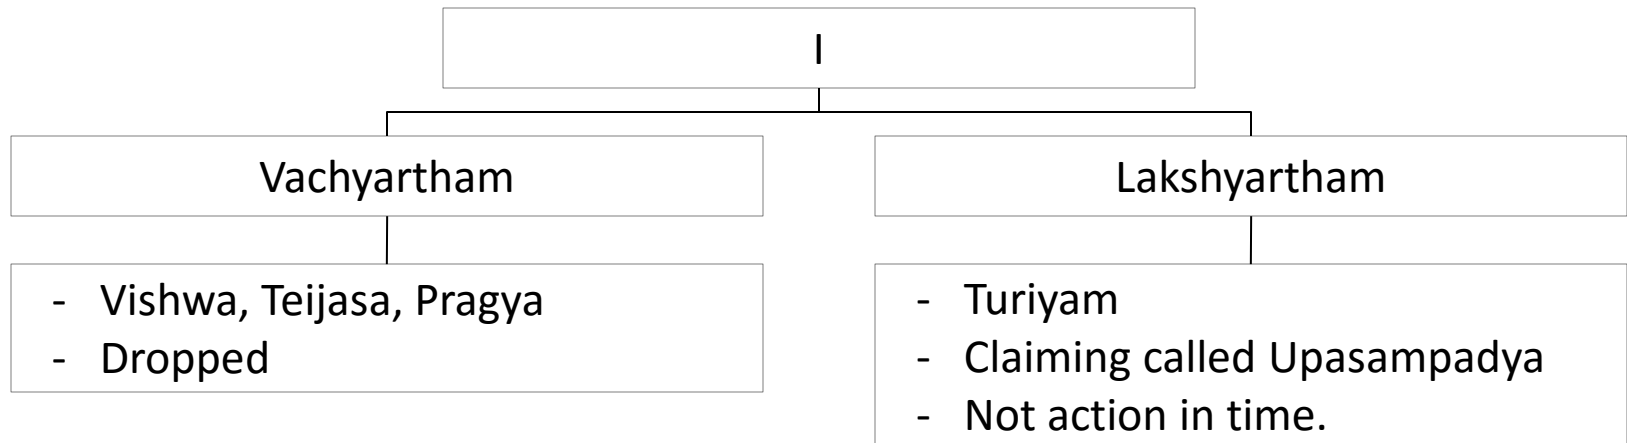 I
Vachyartham
Lakshyartham
- Vishwa, Teijasa, Pragya
- Dropped
- Turiyam
- Claiming called Upasampadya
- Not action in time.